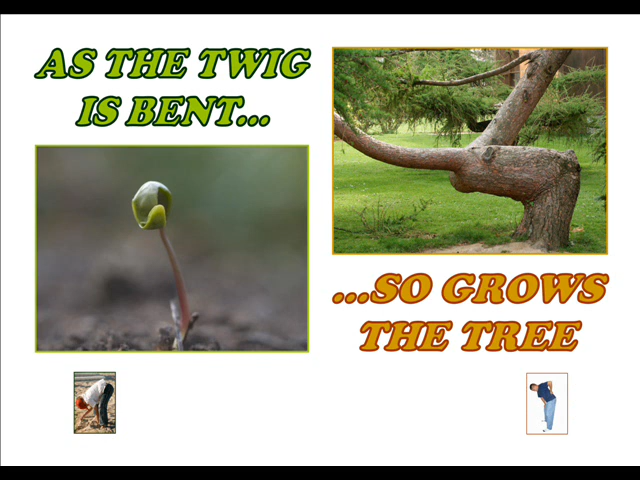 AS THE TWIG
IS BENT...
...SO GROWS
THE TREE